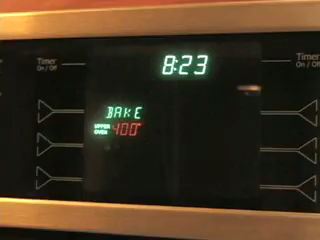 Timer
On / Off
8:23
Timer
On / Off
BAKE
UPPER
OVEN
400°